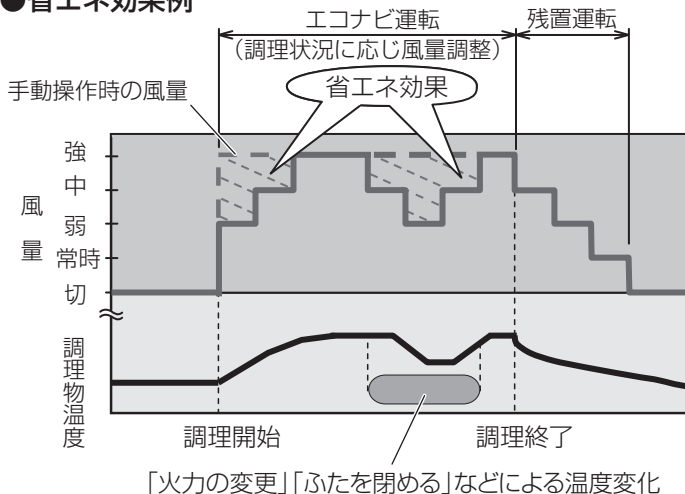 ●省エネ効果例
エコナビ運転
残置運転
(調理状況に応じ風量調整)
省エネ効果
手動操作時の風量
強
中
弱
常時
切
風量
調理物温度
調理開始
調理終了
「火力の変更」「ふたを閉める」などによる温度変化